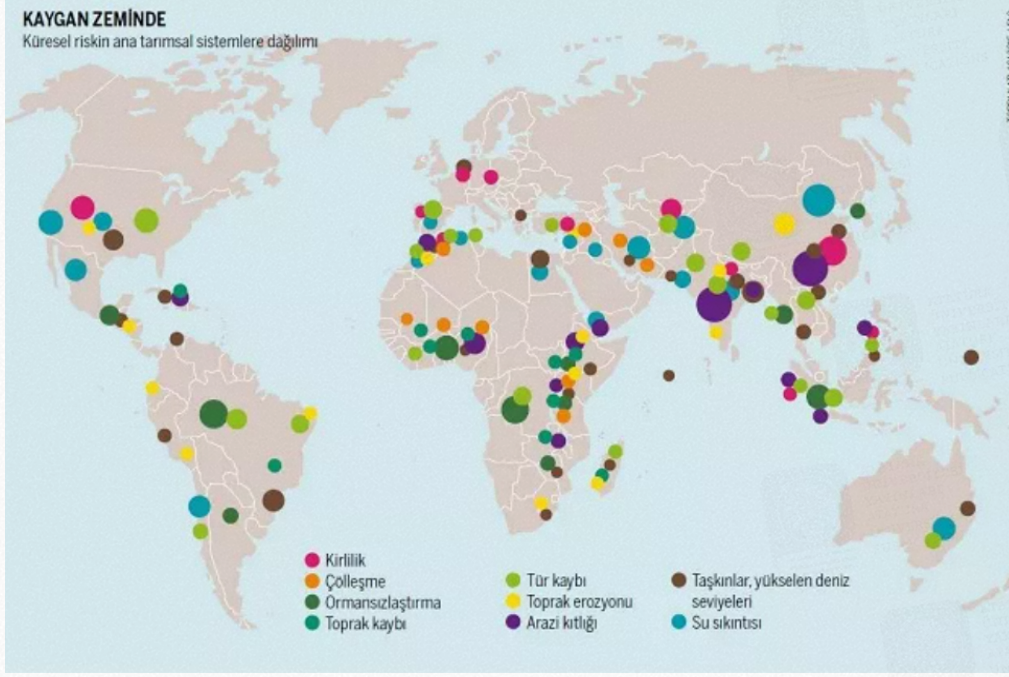 KAYGAN ZEMİNDE
Küresel riskin ana tarımsal sistemlere dağılımı
Kirlilik
Çölleşme
Ormansızlaştırma
Toprak kaybı
Tür kaybı
Toprak erozyonu
Arazi kıtlığı
Taşkınlar, yükselen deniz
seviyeleri
Su sıkıntısı